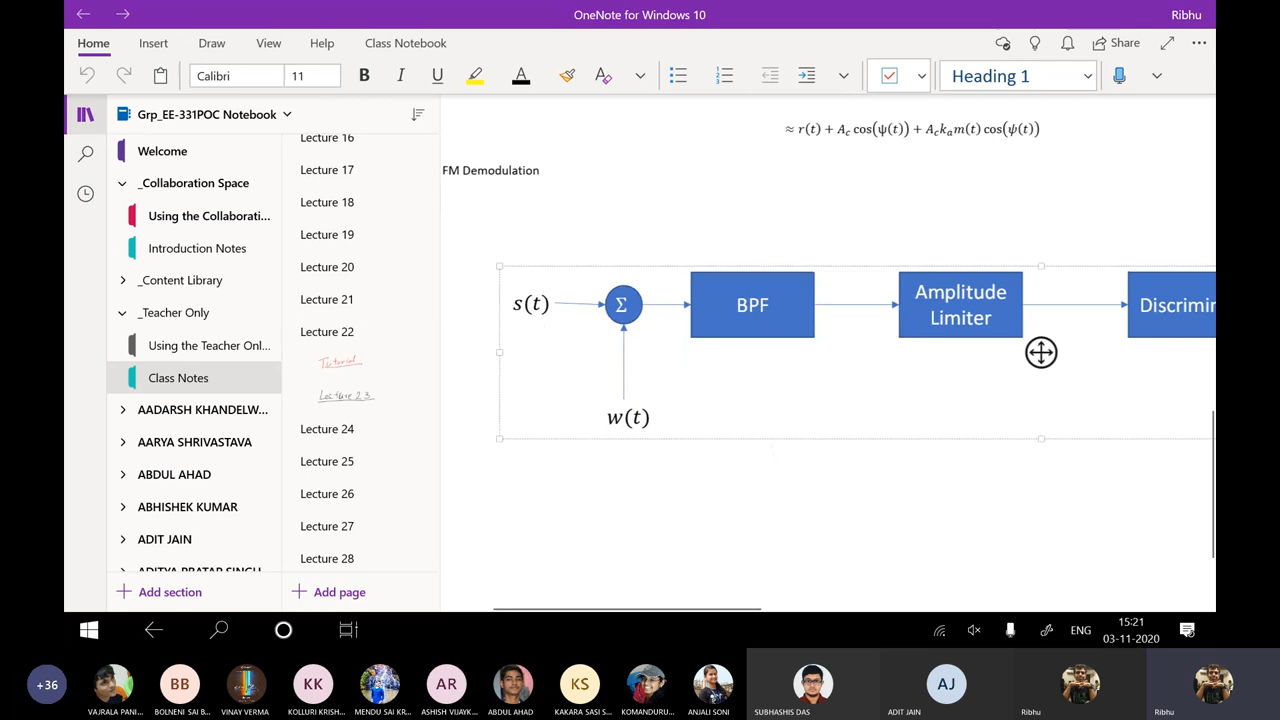 OneNote for Windows 10
Ribhu
Home Insert Draw View Help Class Notebook
Share
Calibri 11 B I U A A Heading 1
Grp_EE-331POC Notebook
Welcome
_Collaboration Space
Using the Collaborati...
Introduction Notes
_Content Library
_Teacher Only
Using the Teacher Onl...
Class Notes
AADARSH KHANDELW...
AARYA SHRIVASTAVA
ABDUL AHAD
ABHISHEK KUMAR
ADIT JAIN
ADITYA PRATAP SINGH
Add section
Lecture 16
Lecture 17
Lecture 18
Lecture 19
Lecture 20
Lecture 21
Lecture 22
Tutorial
Lecture 23
Lecture 24
Lecture 25
Lecture 26
Lecture 27
Lecture 28
Add page
≈ r(t) + A_c cos(ψ(t)) + A_c k_a m(t) cos(ψ(t))
FM Demodulation
s(t)
Σ
BPF
Amplitude
Limiter
Discrimin
w(t)
ENG
15:21
03-11-2020
+36
BB
KK
AR
KS
AJ
VAJRALA PANI...
BOLNENI SAI B...
VINAY VERMA
KOLLURI KRISH...
MENDU SAI KR...
ASHISH VIJAYK...
ABDUL AHAD
KAKARA SASI S...
KOMANDURU...
ANJALI SONI
SUBHASHIS DAS
ADIT JAIN
Ribhu
Ribhu